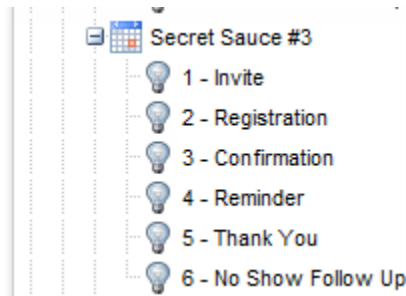 Secret Sauce #3
1 - Invite
2 - Registration
3 - Confirmation
4 - Reminder
5 - Thank You
6 - No Show Follow Up